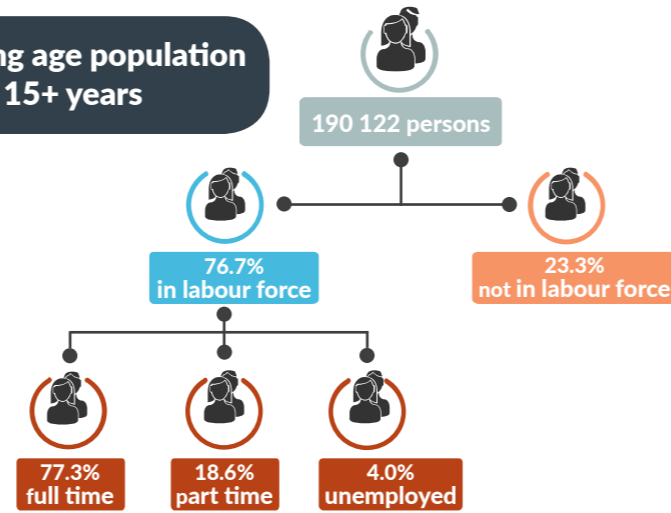 ng age population
15+ years
190 122 persons
76.7%
in labour force
23.3%
not in labour force
77.3%
full time
18.6%
part time
4.0%
unemployed